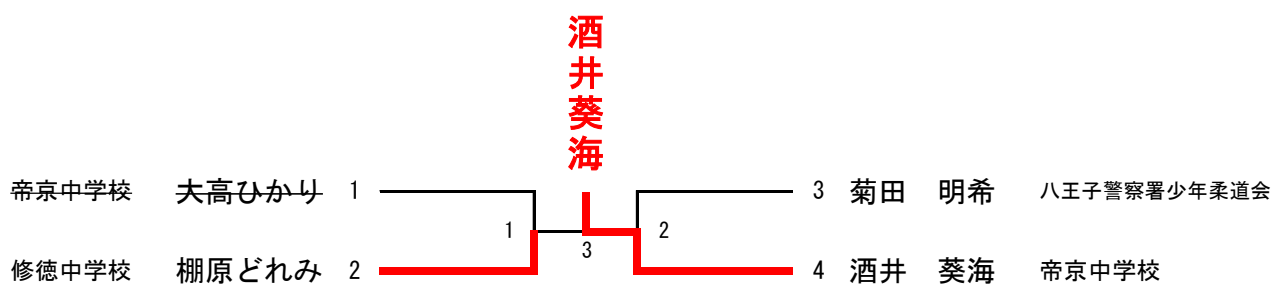 酒井葵海
帝京中学校 大高ひかり 1
3 菊田 明希 八王子警察署少年柔道会
1
2
3
修徳中学校 棚原どれみ 2
4 酒井 葵海 帝京中学校